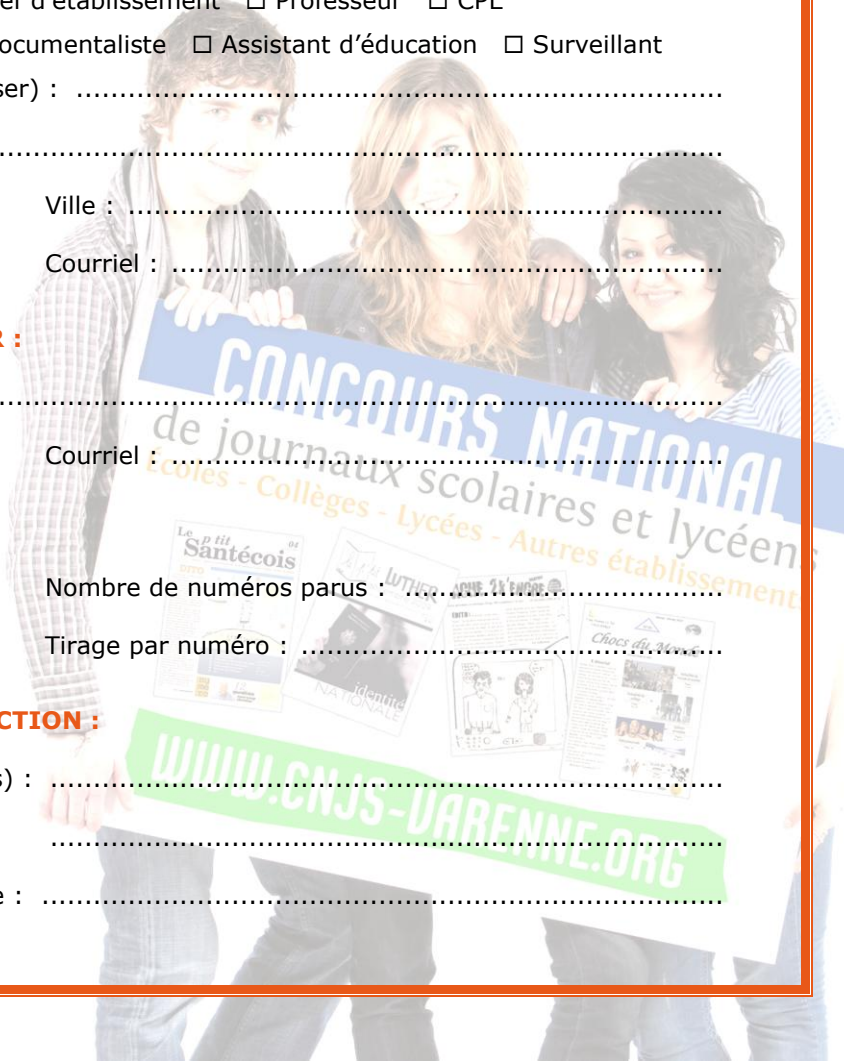 er d'établissement □ Professeur □ CPE
ocumentaliste □ Assistant d'éducation □ Surveillant
ser) : ...........................................................................
...........................................................................
Ville : .....................................................................
Courriel : ................................................................
R :
...........................................................................
Courriel : ................................................................
Nombre de numéros parus : .......................................
Tirage par numéro : .................................................
CTION :
s) : ..............................................................................
..............................................................................
e : ...............................................................................
CONCOURS NATIONAL
de journaux scolaires et lycéens
Écoles - Collèges - Lycées - Autres établissements
Le p'tit
Santécois
LUTHER
identité
NATIONALE
Chocs du Monde
WWW.CNJS-VARENNE.ORG